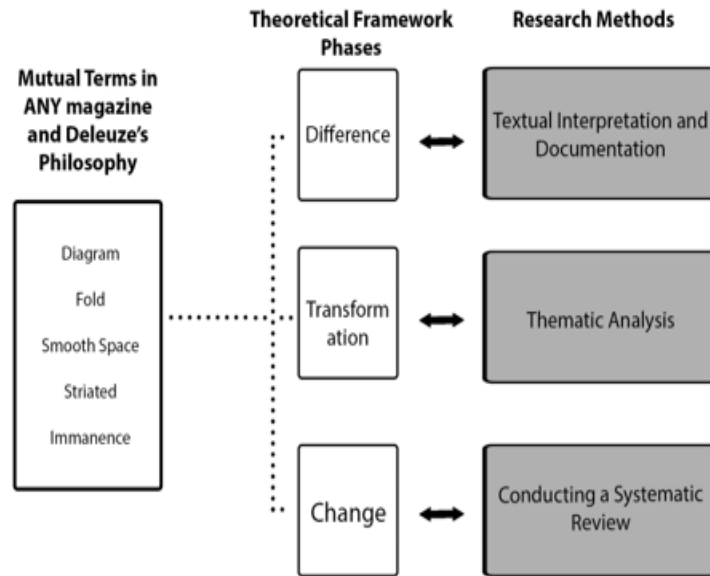 Theoretical Framework
Phases
Research Methods
Mutual Terms in
ANY magazine
and Deleuze's
Philosophy
Diagram
Fold
Smooth Space
Striated
Immanence
Difference
Textual Interpretation and
Documentation
Transform
ation
Thematic Analysis
Change
Conducting a Systematic
Review